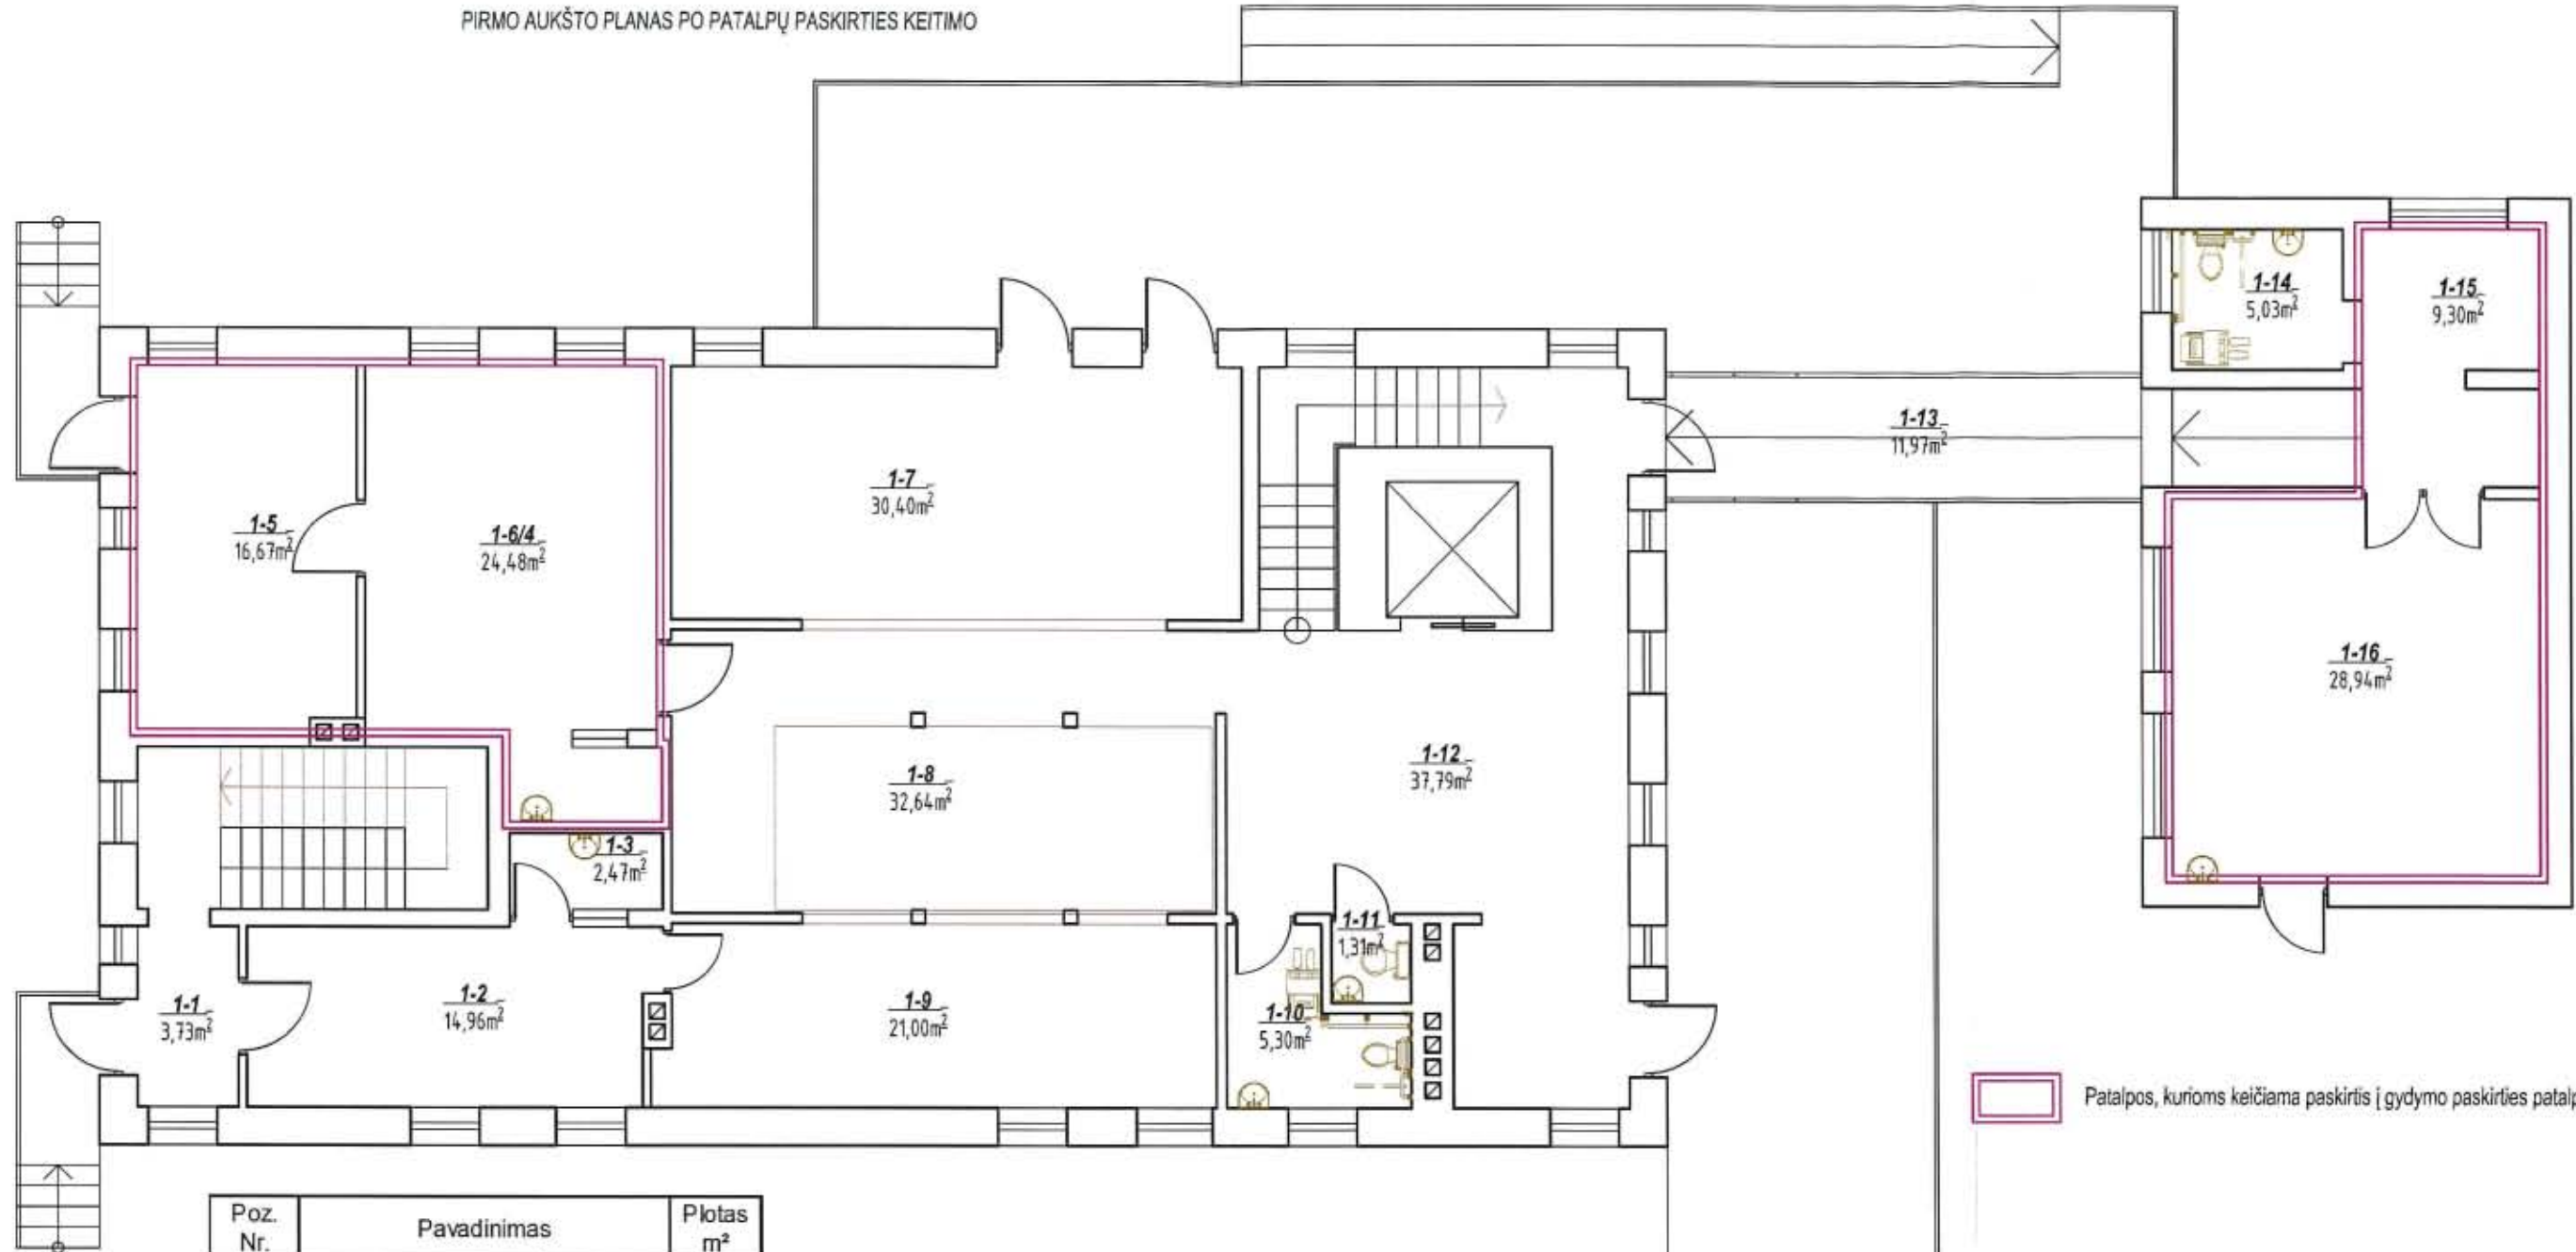 PIRMO AUKŠTO PLANAS PO PATALPŲ PASKIRTIES KEITIMO
1-14
5,03m²
1-15
9,30m²
1-13
11,97m²
1-7
30,40m²
1-5
16,67m²
1-6/4
24,48m²
1-16
28,94m²
1-12
37,79m²
1-8
32,64m²
1-3
2,47m²
1-11
1,31m²
1-1
3,73m²
1-2
14,96m²
1-9
21,00m²
1-10
5,30m²
Patalpos, kurioms keičiama paskirtis į gydymo paskirties patalp
Poz.
Nr.
Pavadinimas
Plotas
m²